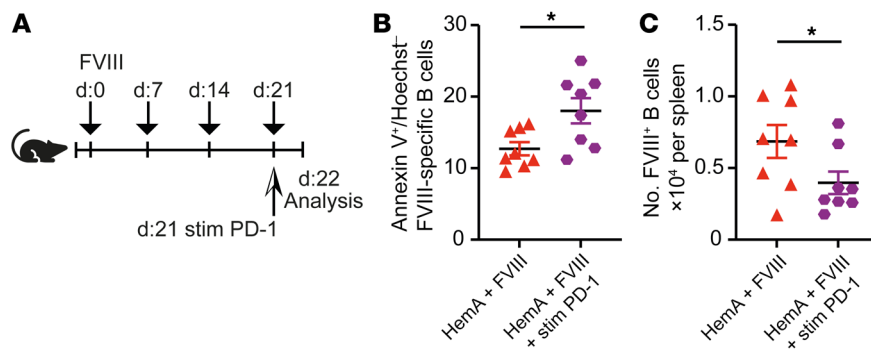 A
FVIII
d:0 d:7 d:14 d:21
d:22
Analysis
d:21 stim PD-1
B
Annexin V⁺/Hoechst⁻
FVIII-specific B cells
30
20
10
0
*
HemA + FVIII
HemA + FVIII
+ stim PD-1
C
No. FVIII⁺ B cells
×10⁴ per spleen
1.5
1.0
0.5
0
*
HemA + FVIII
HemA + FVIII
+ stim PD-1